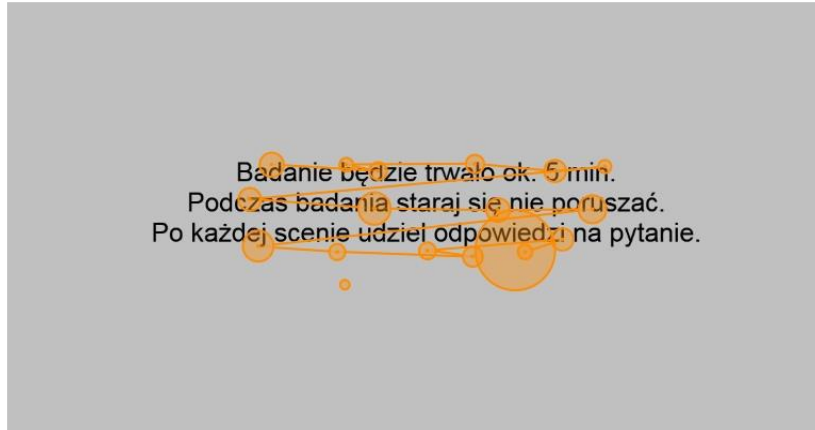 Badanie będzie trwało ok. 5 min.
Podczas badania staraj się nie poruszać.
Po każdej scenie udziel odpowiedzi na pytanie.